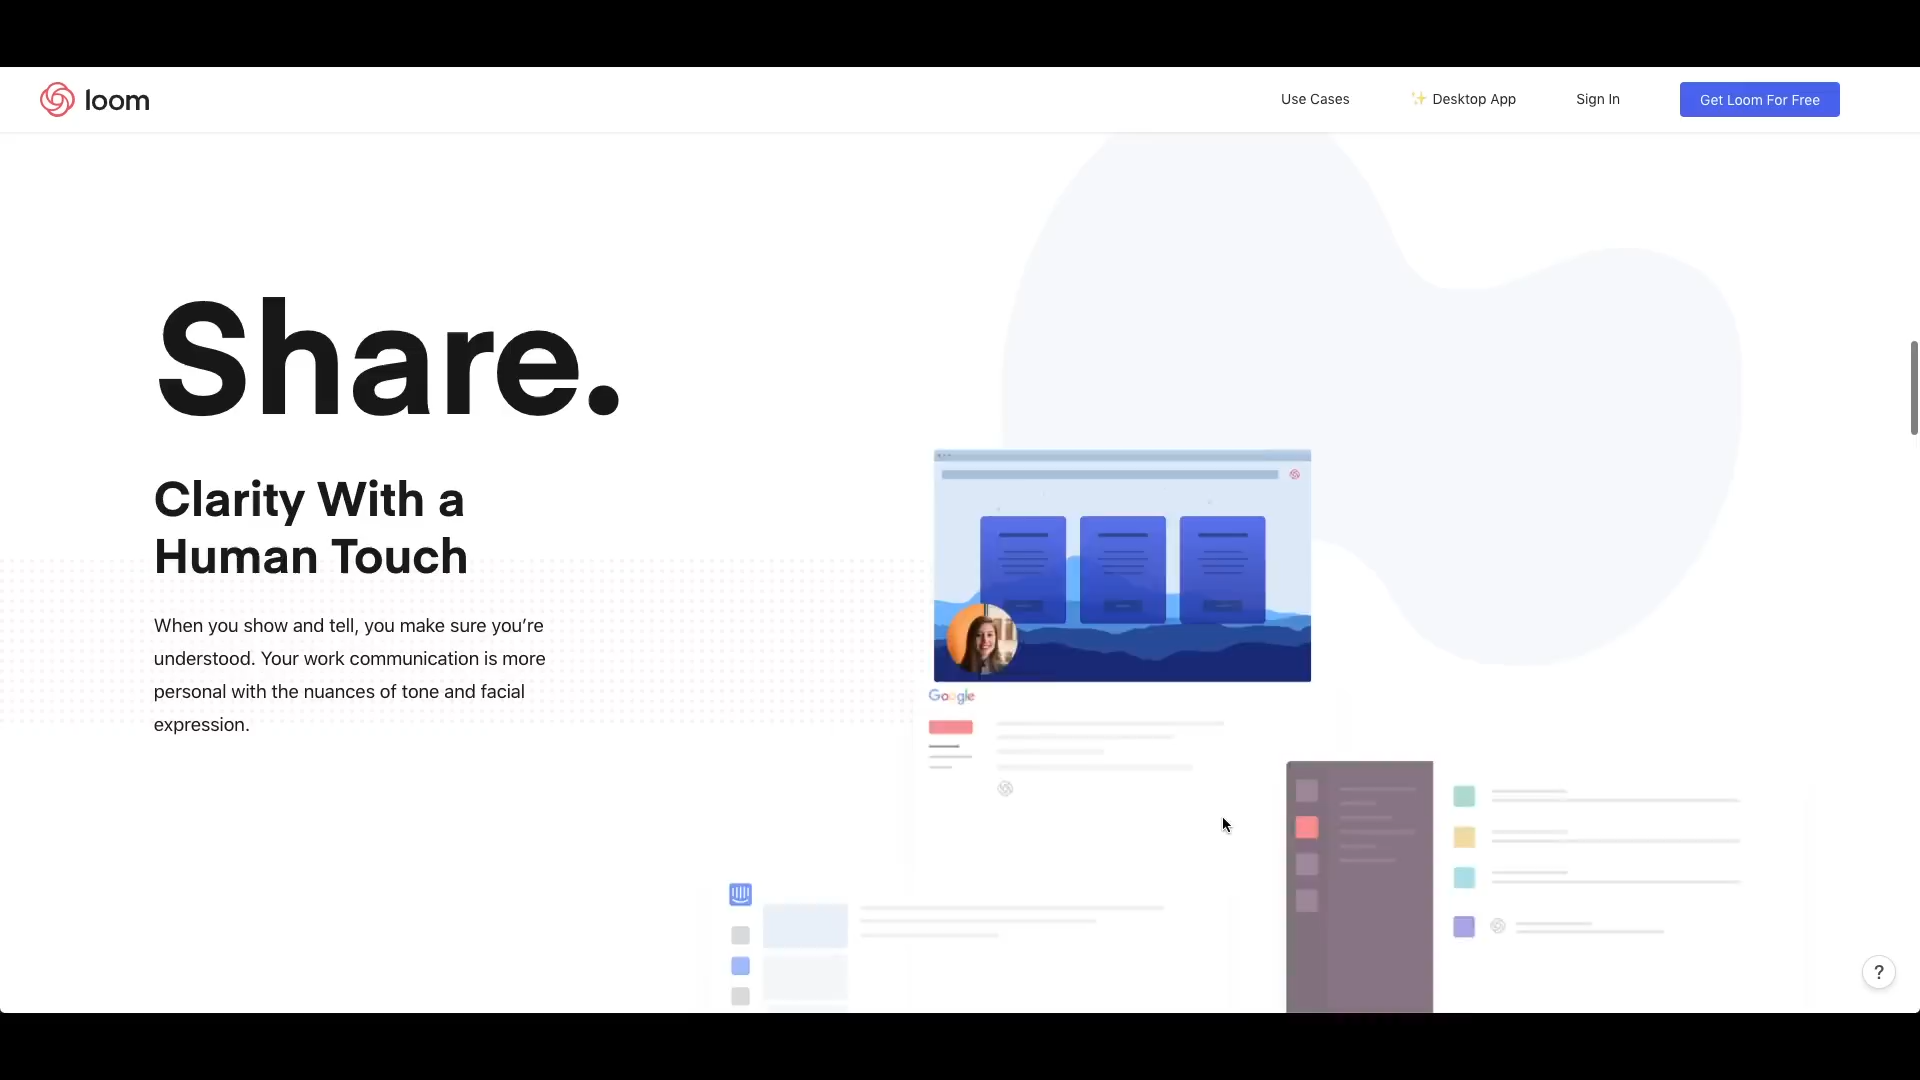 loom
Use Cases
✨ Desktop App
Sign In
Get Loom For Free
Share.
Clarity With a
Human Touch
When you show and tell, you make sure you’re
understood. Your work communication is more
personal with the nuances of tone and facial
expression.
Google
?